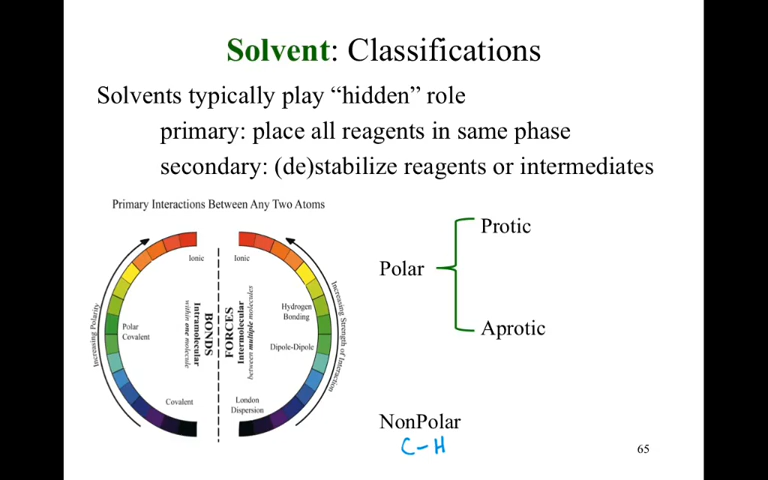 Solvent: Classifications
Solvents typically play “hidden” role
primary: place all reagents in same phase
secondary: (de)stabilize reagents or intermediates
Primary Interactions Between Any Two Atoms
Ionic
Polar
Covalent
Covalent
Increasing Polarity
BONDS
Intramolecular
within one molecule
FORCES
Intermolecular
between multiple molecules
Ionic
Hydrogen
Bonding
Dipole-Dipole
London
Dispersion
Increasing Strength of Interaction
Polar
Protic
Aprotic
NonPolar
C-H
65